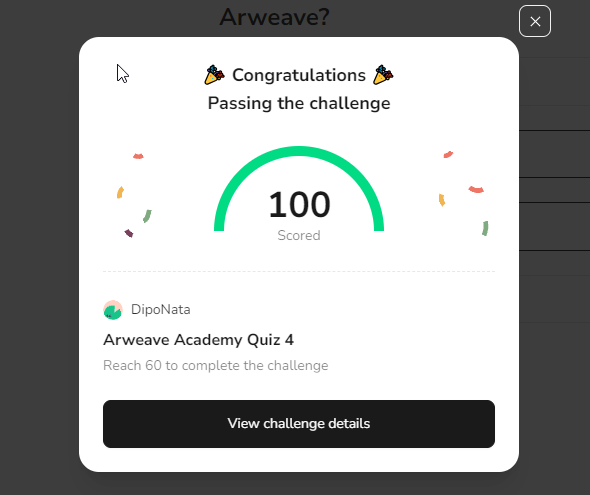 Arweave?
Congratulations
Passing the challenge
100
Scored
DipoNata
Arweave Academy Quiz 4
Reach 60 to complete the challenge
View challenge details